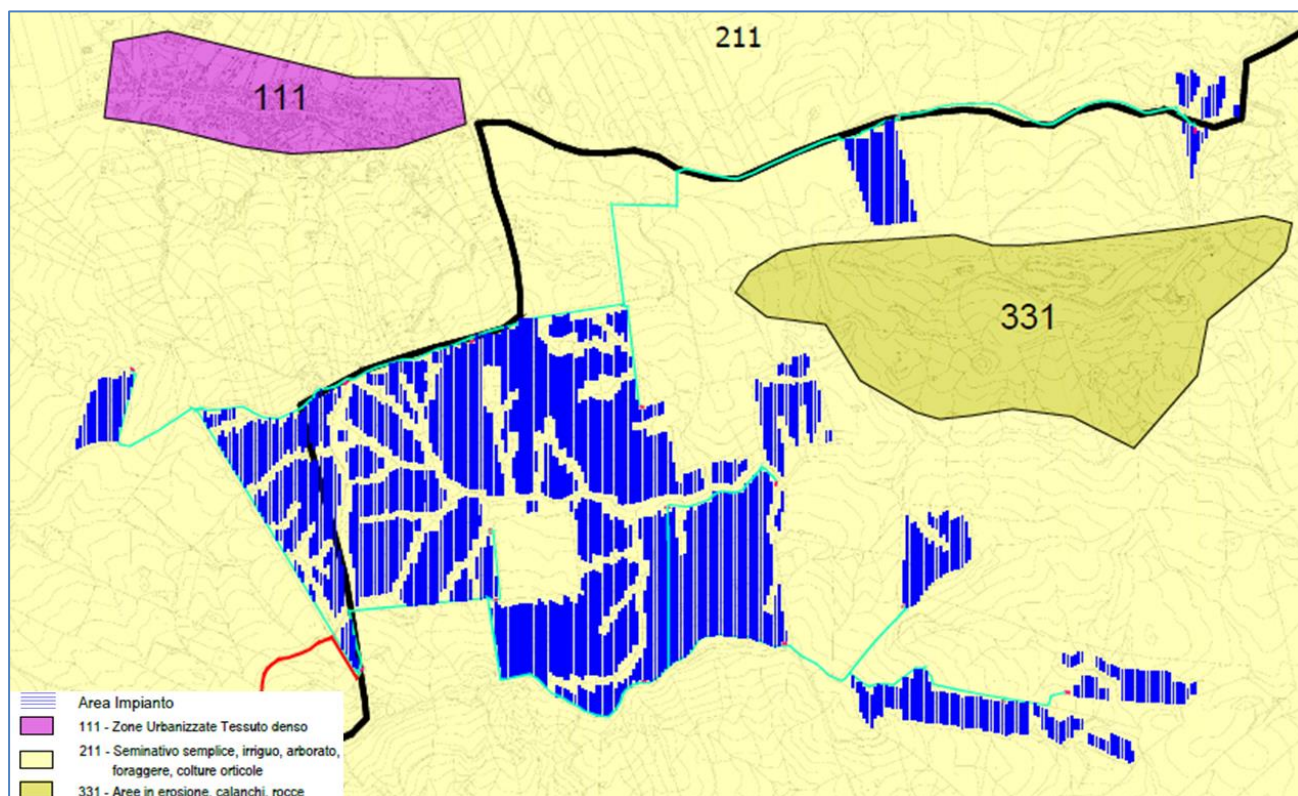 211
111
331
Area Impianto
111 - Zone Urbanizzate Tessuto denso
211 - Seminativo semplice, irriguo, arborato,
foraggere, colture orticole
331 - Aree in erosione, calanchi, rocce